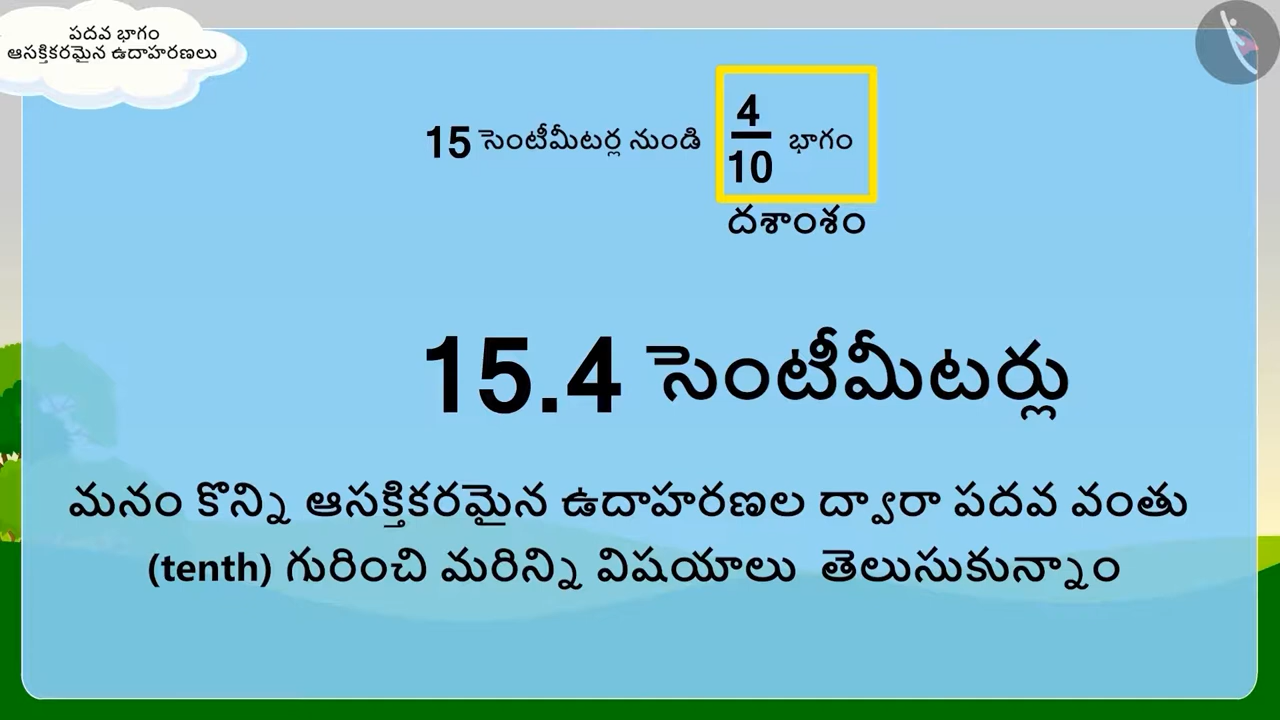 పదవ భాగం
ఆసక్తికరమైన ఉదాహరణలు
15 సెంటీమీటర్ల నుండి 4/10 భాగం
దశాంశం
15.4 సెంటీమీటర్లు
మనం కొన్ని ఆసక్తికరమైన ఉదాహరణల ద్వారా పదవ వంతు
(tenth) గురించి మరిన్ని విషయాలు తెలుసుకున్నాం